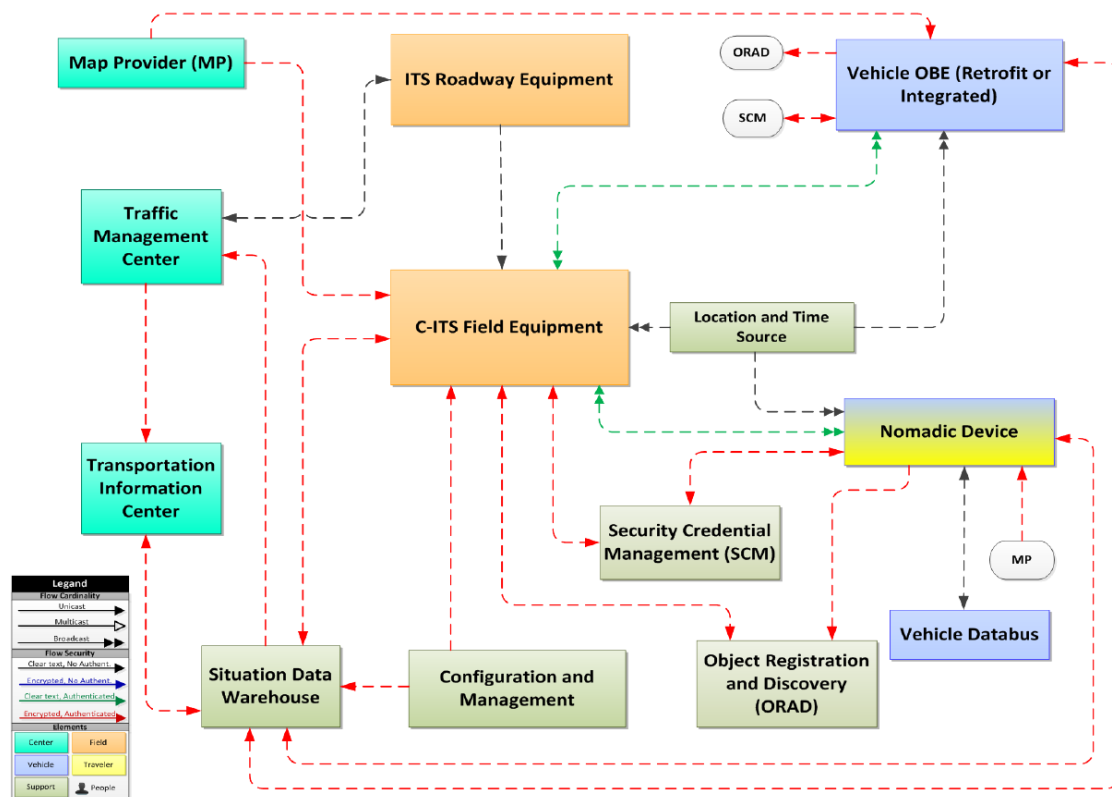 Map Provider (MP)
ITS Roadway Equipment
ORAD
SCM
Vehicle OBE (Retrofit or
Integrated)
Traffic
Management
Center
C-ITS Field Equipment
Location and Time
Source
Nomadic Device
Transportation
Information
Center
Security Credential
Management (SCM)
MP
Vehicle Databus
Situation Data
Warehouse
Configuration and
Management
Object Registration
and Discovery
(ORAD)
Legand
Flow Cardinality
Unicast
Multicast
Broadcast
Flow Security
Clear text, No Authent.
Encrypted, No Authent.
Clear text, Authenticated
Encrypted, Authenticated
Elements
Center
Field
Vehicle
Traveler
Support
People